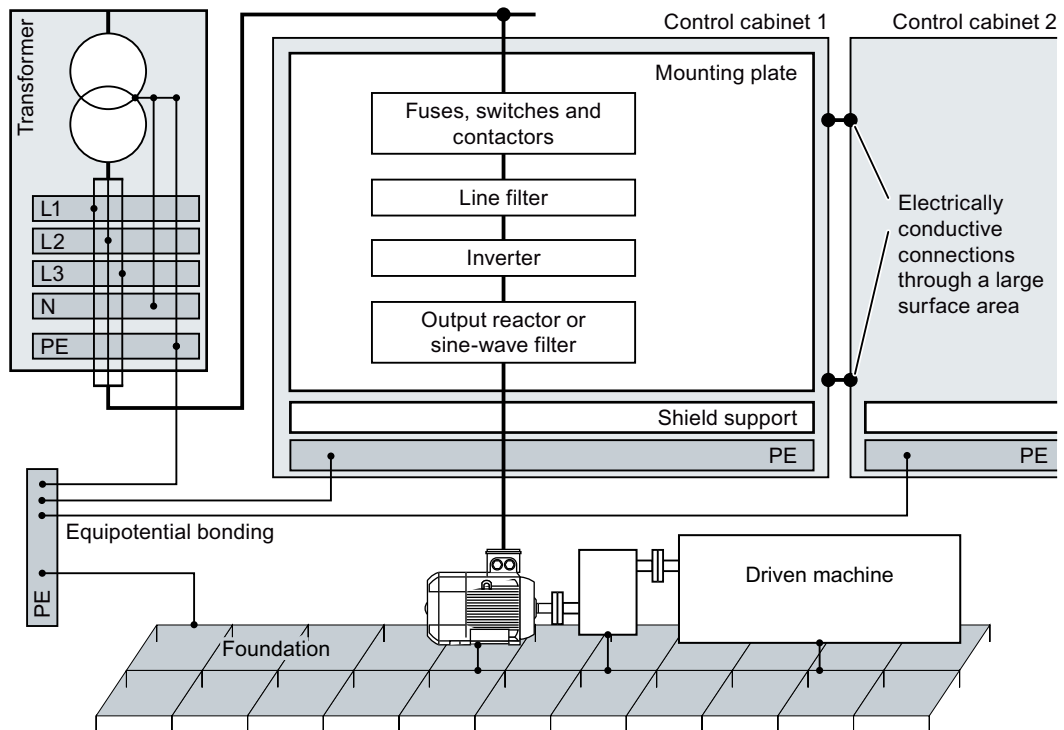 Transformer
L1
L2
L3
N
PE
Control cabinet 1
Mounting plate
Fuses, switches and
contactors
Line filter
Inverter
Output reactor or
sine-wave filter
Shield support
PE
Control cabinet 2
Electrically
conductive
connections
through a large
surface area
PE
PE
Equipotential bonding
Driven machine
Foundation